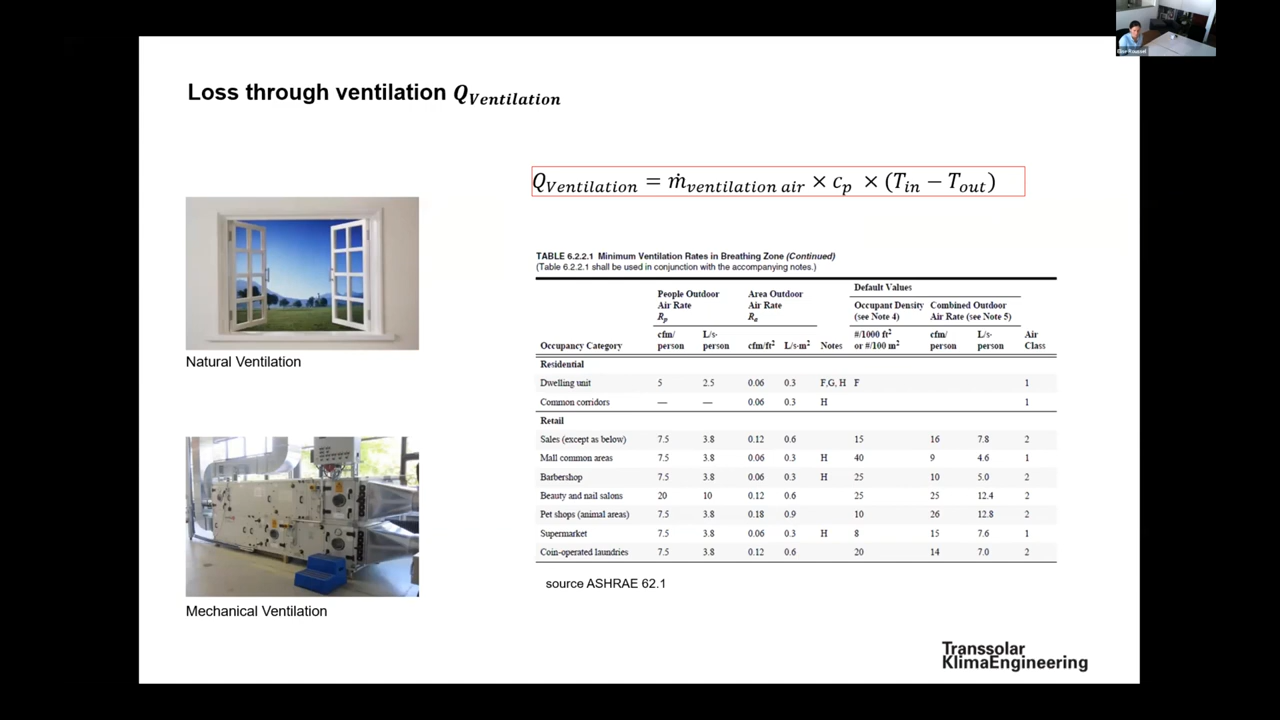 Elise Roussel
Loss through ventilation Q_Ventilation
Q_Ventilation = ṁ_ventilation air × c_p × (T_in − T_out)
Natural Ventilation
Mechanical Ventilation
TABLE 6.2.2.1 Minimum Ventilation Rates in Breathing Zone (Continued)
(Table 6.2.2.1 shall be used in conjunction with the accompanying notes.)
People Outdoor Air Rate R_p
Area Outdoor Air Rate R_a
Default Values
Occupant Density (see Note 4)
Combined Outdoor Air Rate (see Note 5)
Occupancy Category cfm/person L/s·person cfm/ft² L/s·m² Notes #/1000 ft² or #/100 m² cfm/person L/s·person Air Class
Residential
Dwelling unit 5 2.5 0.06 0.3 F,G, H F 1
Common corridors — — 0.06 0.3 H 1
Retail
Sales (except as below) 7.5 3.8 0.12 0.6 15 16 7.8 2
Mall common areas 7.5 3.8 0.06 0.3 H 40 9 4.6 1
Barbershop 7.5 3.8 0.06 0.3 H 25 10 5.0 2
Beauty and nail salons 20 10 0.12 0.6 25 25 12.4 2
Pet shops (animal areas) 7.5 3.8 0.18 0.9 10 26 12.8 2
Supermarket 7.5 3.8 0.06 0.3 H 8 15 7.6 1
Coin-operated laundries 7.5 3.8 0.12 0.6 20 14 7.0 2
source ASHRAE 62.1
Transsolar
KlimaEngineering